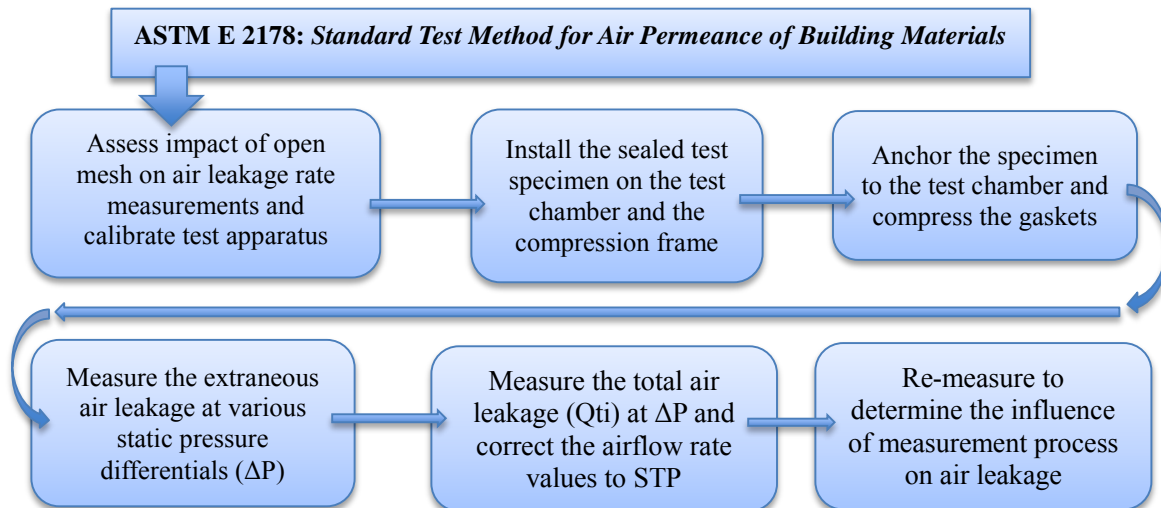 ASTM E 2178: Standard Test Method for Air Permeance of Building Materials
Assess impact of open
mesh on air leakage rate
measurements and
calibrate test apparatus
Install the sealed test
specimen on the test
chamber and the
compression frame
Anchor the specimen
to the test chamber and
compress the gaskets
Measure the extraneous
air leakage at various
static pressure
differentials (ΔP)
Measure the total air
leakage (Qti) at ΔP and
correct the airflow rate
values to STP
Re-measure to
determine the influence
of measurement process
on air leakage